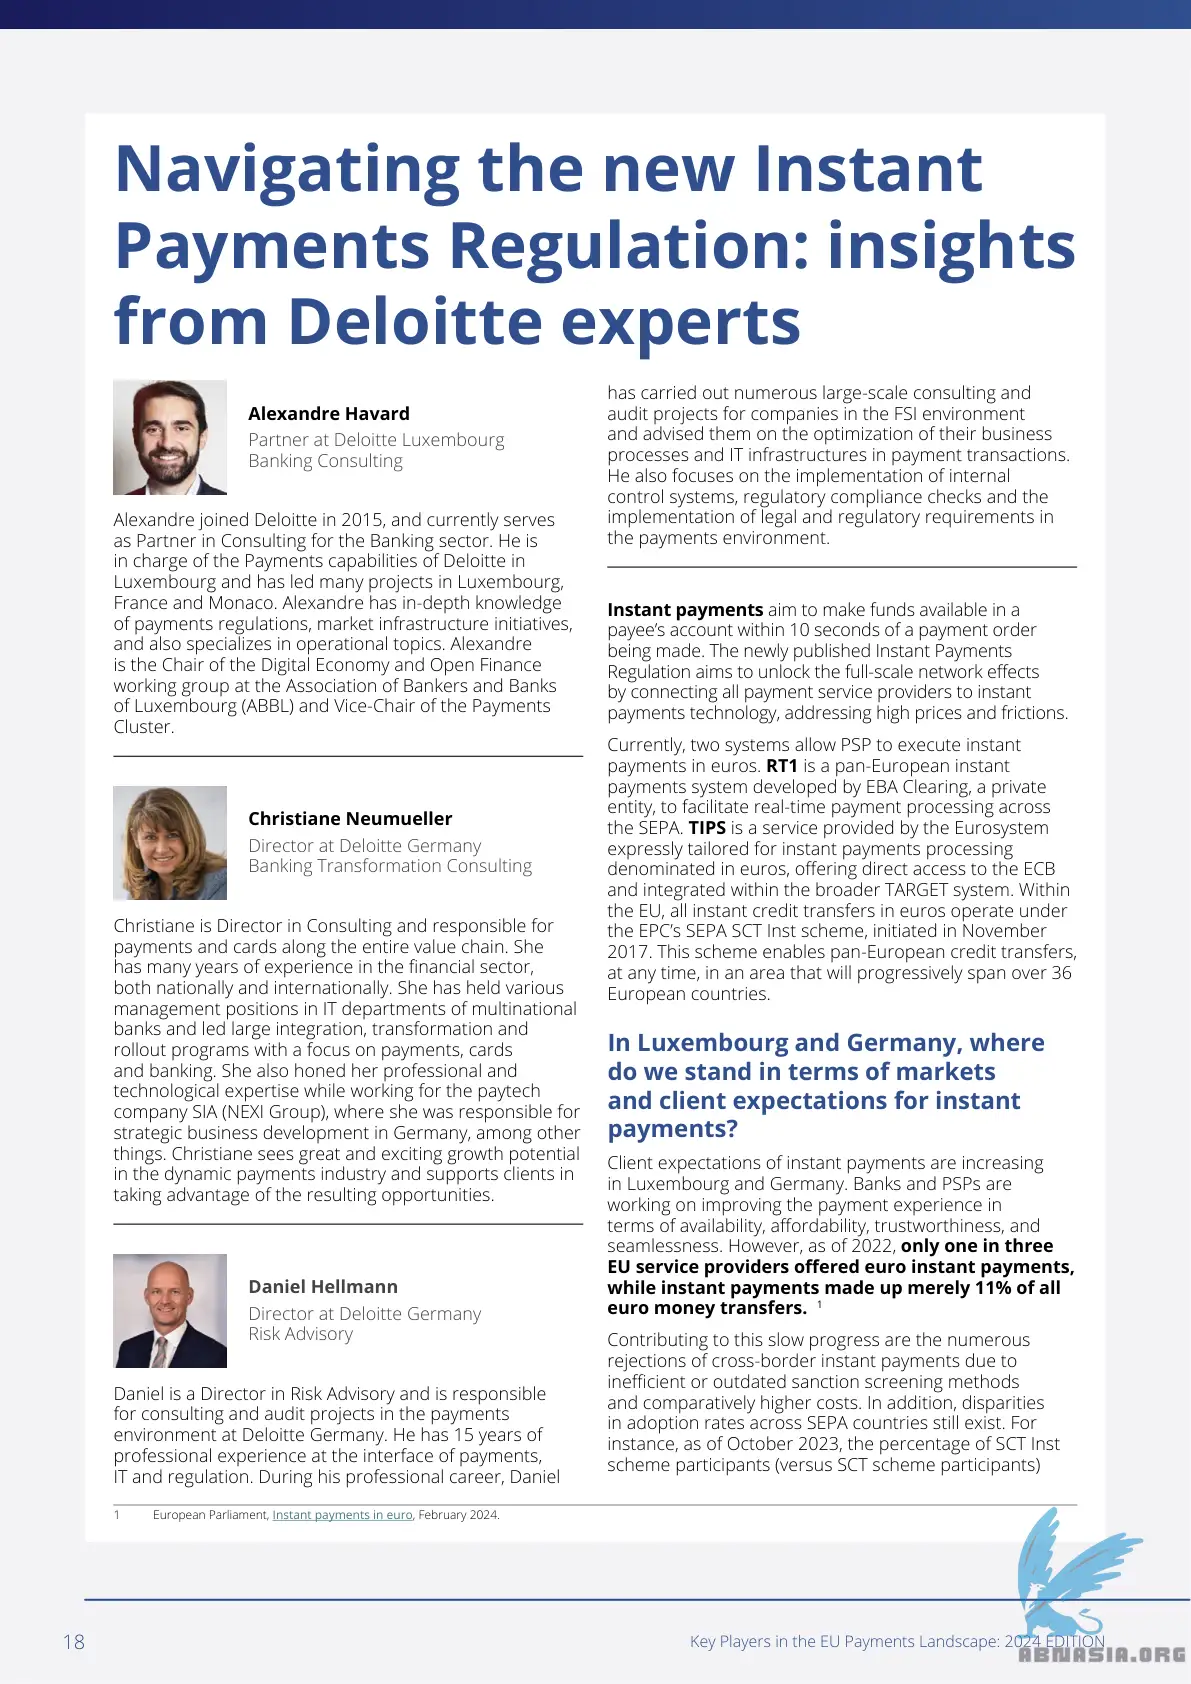 Navigating the new Instant
Payments Regulation: insights
from Deloitte experts
Alexandre Havard
Partner at Deloitte Luxembourg
Banking Consulting
Alexandre joined Deloitte in 2015, and currently serves
as Partner in Consulting for the Banking sector. He is
in charge of the Payments capabilities of Deloitte in
Luxembourg and has led many projects in Luxembourg,
France and Monaco. Alexandre has in-depth knowledge
of payments regulations, market infrastructure initiatives,
and also specializes in operational topics. Alexandre
is the Chair of the Digital Economy and Open Finance
working group at the Association of Bankers and Banks
of Luxembourg (ABBL) and Vice-Chair of the Payments
Cluster.
Christiane Neumueller
Director at Deloitte Germany
Banking Transformation Consulting
Christiane is Director in Consulting and responsible for
payments and cards along the entire value chain. She
has many years of experience in the financial sector,
both nationally and internationally. She has held various
management positions in IT departments of multinational
banks and led large integration, transformation and
rollout programs with a focus on payments, cards
and banking. She also honed her professional and
technological expertise while working for the paytech
company SIA (NEXI Group), where she was responsible for
strategic business development in Germany, among other
things. Christiane sees great and exciting growth potential
in the dynamic payments industry and supports clients in
taking advantage of the resulting opportunities.
Daniel Hellmann
Director at Deloitte Germany
Risk Advisory
Daniel is a Director in Risk Advisory and is responsible
for consulting and audit projects in the payments
environment at Deloitte Germany. He has 15 years of
professional experience at the interface of payments,
IT and regulation. During his professional career, Daniel
has carried out numerous large-scale consulting and
audit projects for companies in the FSI environment
and advised them on the optimization of their business
processes and IT infrastructures in payment transactions.
He also focuses on the implementation of internal
control systems, regulatory compliance checks and the
implementation of legal and regulatory requirements in
the payments environment.
Instant payments aim to make funds available in a
payee’s account within 10 seconds of a payment order
being made. The newly published Instant Payments
Regulation aims to unlock the full-scale network effects
by connecting all payment service providers to instant
payments technology, addressing high prices and frictions.
Currently, two systems allow PSP to execute instant
payments in euros. RT1 is a pan-European instant
payments system developed by EBA Clearing, a private
entity, to facilitate real-time payment processing across
the SEPA. TIPS is a service provided by the Eurosystem
expressly tailored for instant payments processing
denominated in euros, offering direct access to the ECB
and integrated within the broader TARGET system. Within
the EU, all instant credit transfers in euros operate under
the EPC’s SEPA SCT Inst scheme, initiated in November
2017. This scheme enables pan-European credit transfers,
at any time, in an area that will progressively span over 36
European countries.
In Luxembourg and Germany, where
do we stand in terms of markets
and client expectations for instant
payments?
Client expectations of instant payments are increasing
in Luxembourg and Germany. Banks and PSPs are
working on improving the payment experience in
terms of availability, affordability, trustworthiness, and
seamlessness. However, as of 2022, only one in three
EU service providers offered euro instant payments,
while instant payments made up merely 11% of all
euro money transfers. 1
Contributing to this slow progress are the numerous
rejections of cross-border instant payments due to
inefficient or outdated sanction screening methods
and comparatively higher costs. In addition, disparities
in adoption rates across SEPA countries still exist. For
instance, as of October 2023, the percentage of SCT Inst
scheme participants (versus SCT scheme participants)
1 European Parliament, Instant payments in euro, February 2024.
18
Key Players in the EU Payments Landscape: 2024 EDITION
ABNASIA.ORG